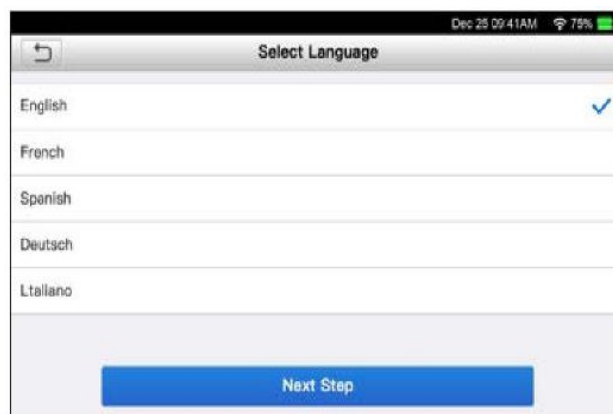 Dec 25 09:41AM 75%
Select Language
English
French
Spanish
Deutsch
Ltaliano
Next Step